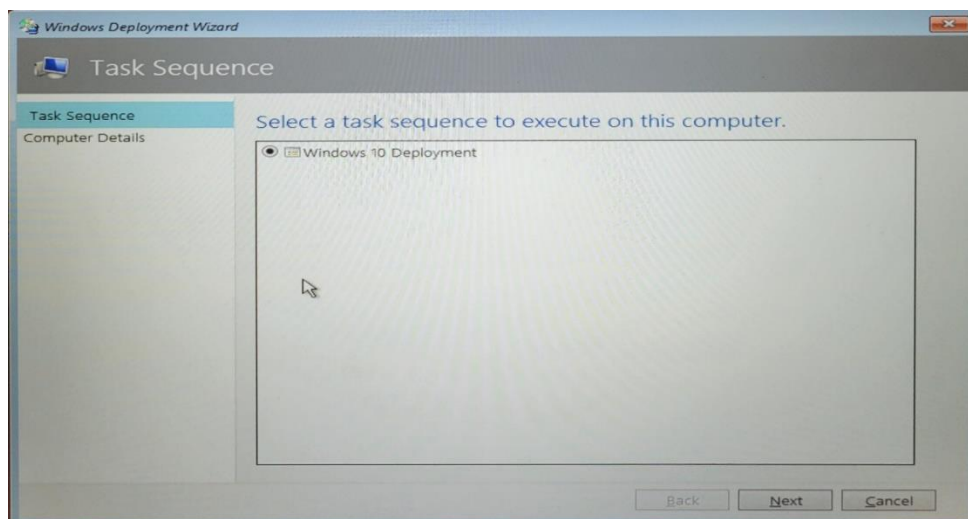 Windows Deployment Wizard
Task Sequence
Task Sequence
Computer Details
Select a task sequence to execute on this computer.
Windows 10 Deployment
Back
Next
Cancel